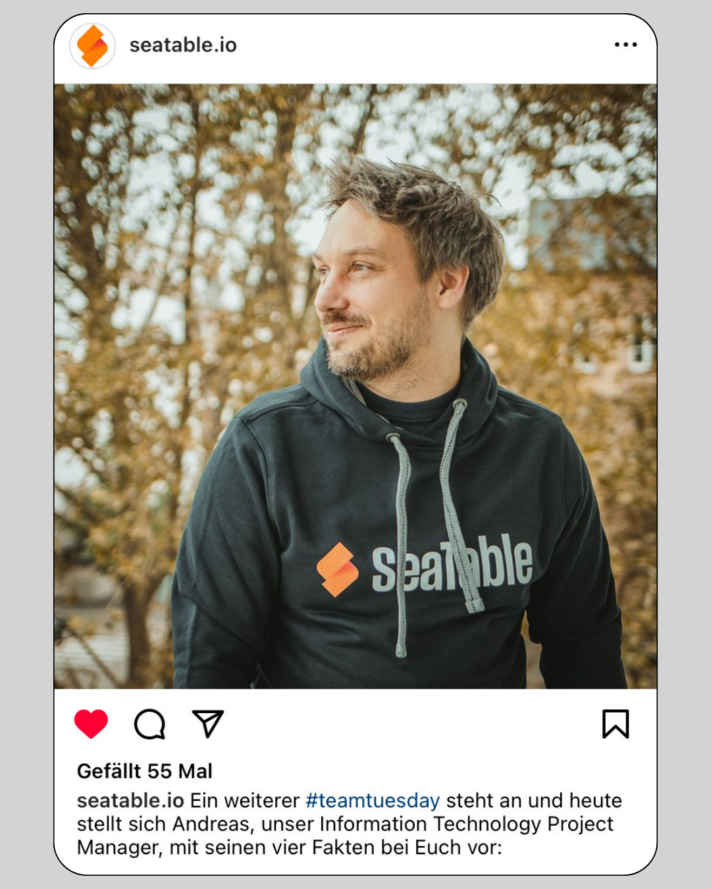 seatable.io
SeaTable
Gefällt 55 Mal
seatable.io Ein weiterer #teamtuesday steht an und heute
stellt sich Andreas, unser Information Technology Project
Manager, mit seinen vier Fakten bei Euch vor: